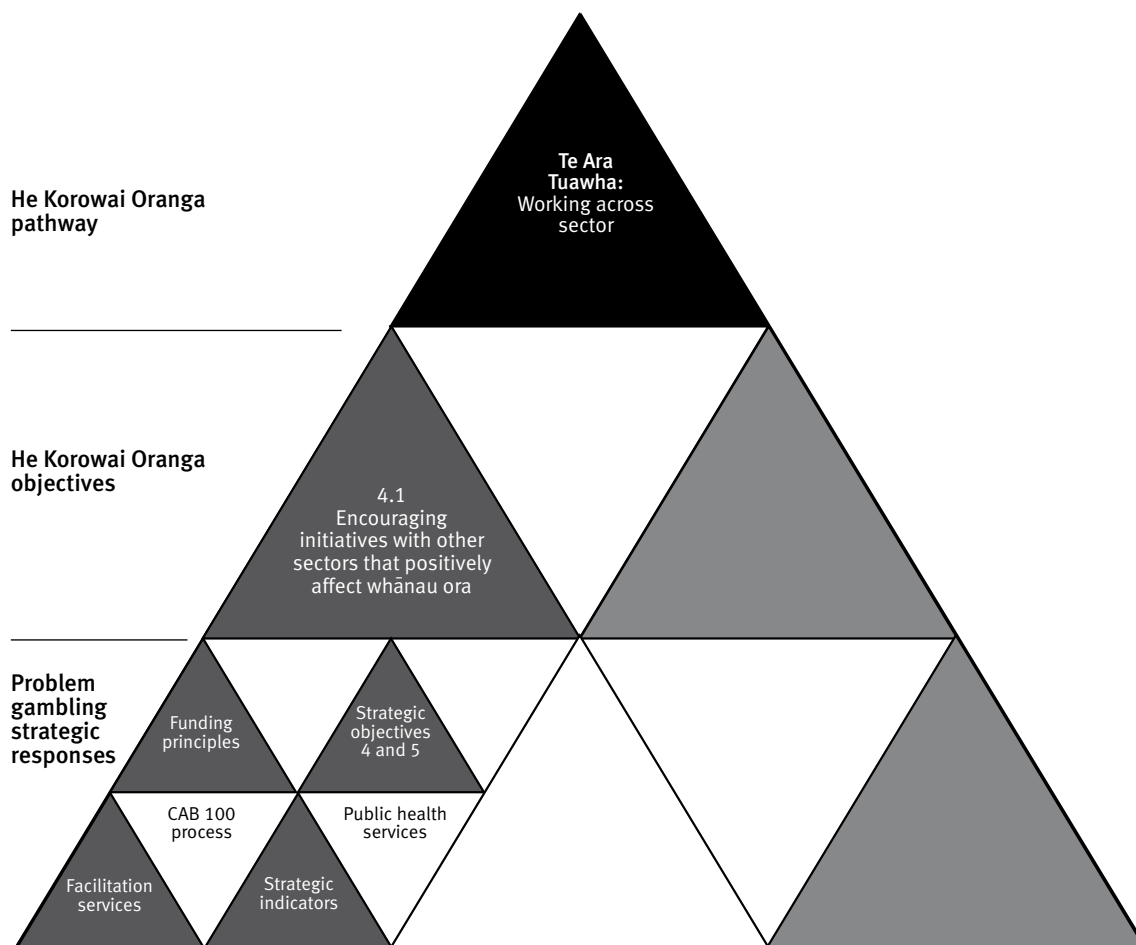 Te Ara
Tuawha:
Working across
sector
He Korowai Oranga
pathway
He Korowai Oranga
objectives
4.1
Encouraging
initiatives with other
sectors that positively
affect whānau ora
Problem
gambling
strategic
responses
Funding
principles
Strategic
objectives
4 and 5
CAB 100
process
Public health
services
Facilitation
services
Strategic
indicators